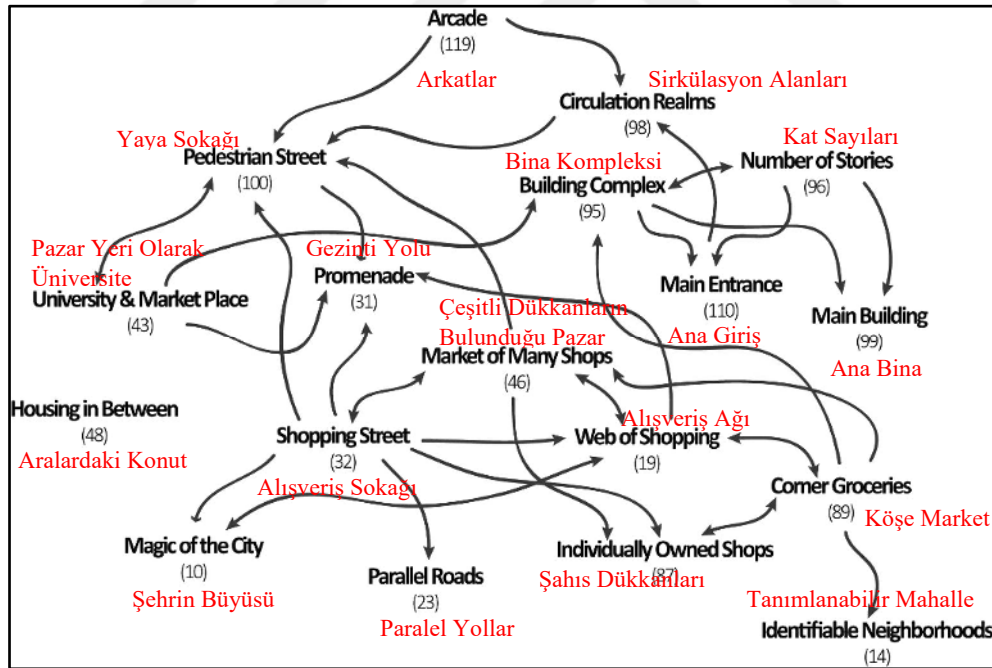 Arcade
(119)
Arkatlar
Sirkülasyon Alanları
Circulation Realms
(98)
Yaya Sokağı
Pedestrian Street
(100)
Kat Sayıları
Number of Stories
(96)
Bina Kompleksi
Building Complex
(95)
Pazar Yeri Olarak
Üniversite
University & Market Place
(43)
Gezinti Yolu
Promenade
(31)
Main Entrance
(110)
Ana Giriş
Main Building
(99)
Ana Bina
Çeşitli Dükkanların
Bulunduğu Pazar
Market of Many Shops
(46)
Housing in Between
(48)
Aralardaki Konut
Shopping Street
(32)
Alışveriş Sokağı
Alışveriş Ağı
Web of Shopping
(19)
Corner Groceries
(89)
Köşe Market
Magic of the City
(10)
Şehrin Büyüsü
Parallel Roads
(23)
Paralel Yollar
Individually Owned Shops
(87)
Şahıs Dükkanları
Tanımlanabilir Mahalle
Identifiable Neighborhoods
(14)